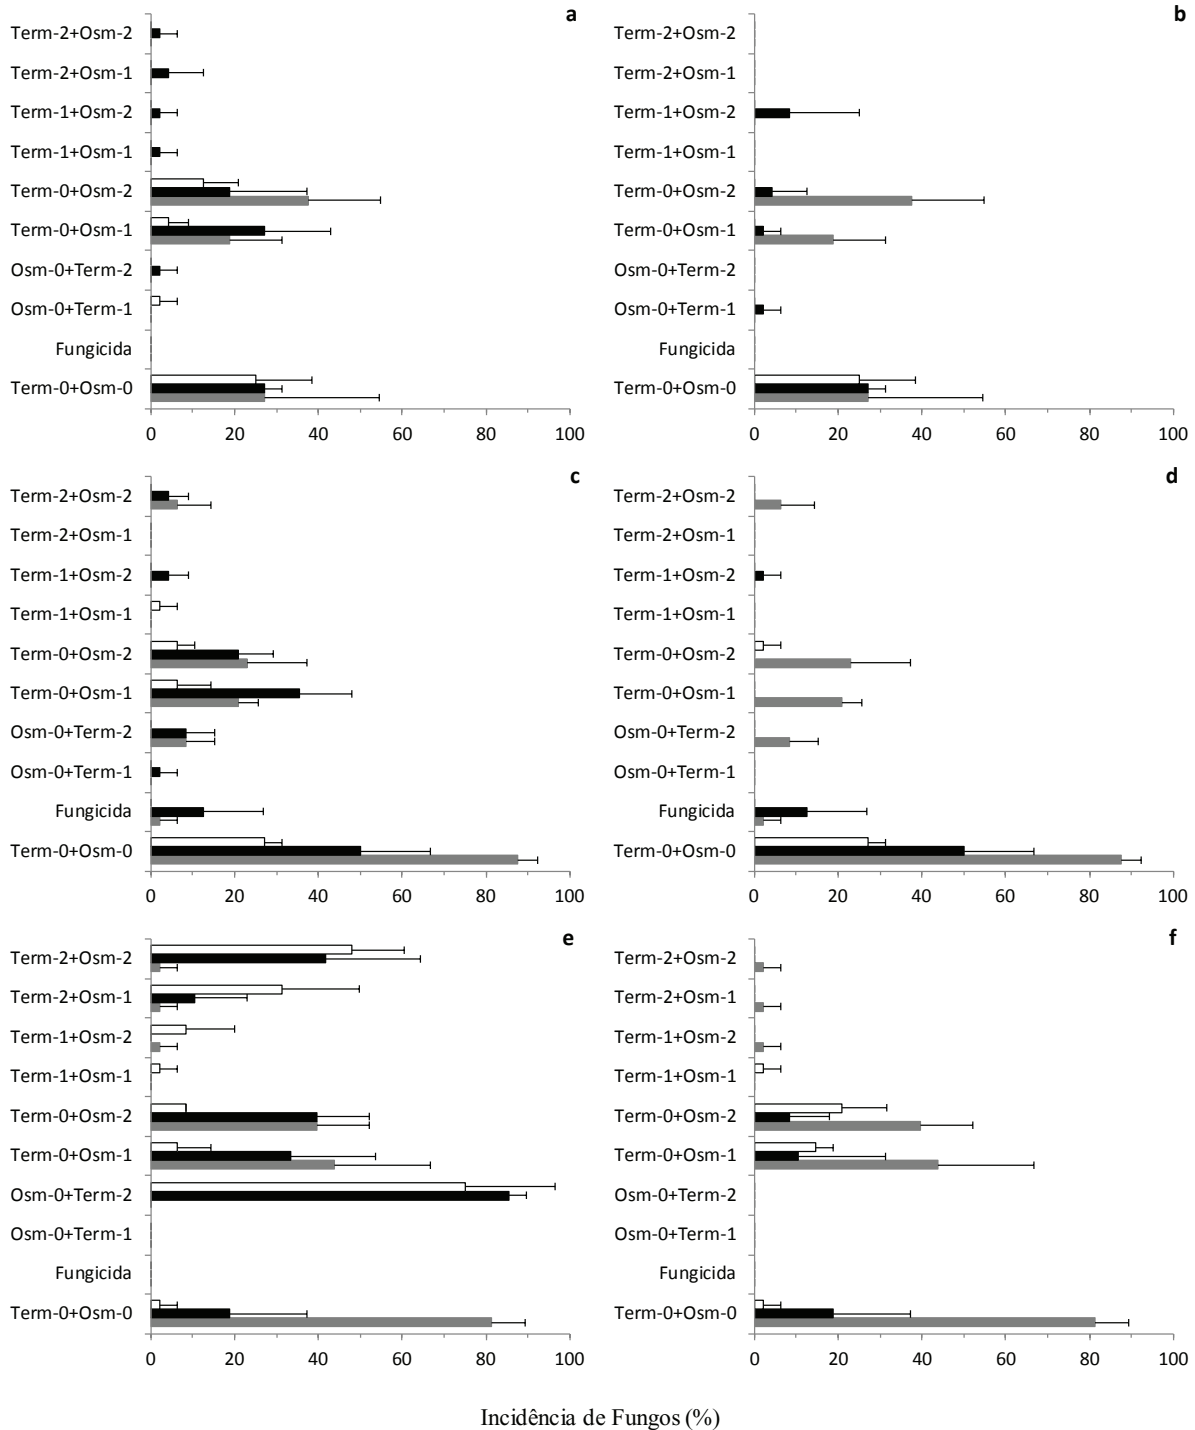 a
Term-2+Osm-2
Term-2+Osm-1
Term-1+Osm-2
Term-1+Osm-1
Term-0+Osm-2
Term-0+Osm-1
Osm-0+Term-2
Osm-0+Term-1
Fungicida
Term-0+Osm-0
0 20 40 60 80 100
b
Term-2+Osm-2
Term-2+Osm-1
Term-1+Osm-2
Term-1+Osm-1
Term-0+Osm-2
Term-0+Osm-1
Osm-0+Term-2
Osm-0+Term-1
Fungicida
Term-0+Osm-0
0 20 40 60 80 100
c
Term-2+Osm-2
Term-2+Osm-1
Term-1+Osm-2
Term-1+Osm-1
Term-0+Osm-2
Term-0+Osm-1
Osm-0+Term-2
Osm-0+Term-1
Fungicida
Term-0+Osm-0
0 20 40 60 80 100
d
Term-2+Osm-2
Term-2+Osm-1
Term-1+Osm-2
Term-1+Osm-1
Term-0+Osm-2
Term-0+Osm-1
Osm-0+Term-2
Osm-0+Term-1
Fungicida
Term-0+Osm-0
0 20 40 60 80 100
e
Term-2+Osm-2
Term-2+Osm-1
Term-1+Osm-2
Term-1+Osm-1
Term-0+Osm-2
Term-0+Osm-1
Osm-0+Term-2
Osm-0+Term-1
Fungicida
Term-0+Osm-0
0 20 40 60 80 100
f
Term-2+Osm-2
Term-2+Osm-1
Term-1+Osm-2
Term-1+Osm-1
Term-0+Osm-2
Term-0+Osm-1
Osm-0+Term-2
Osm-0+Term-1
Fungicida
Term-0+Osm-0
0 20 40 60 80 100
Incidência de Fungos (%)